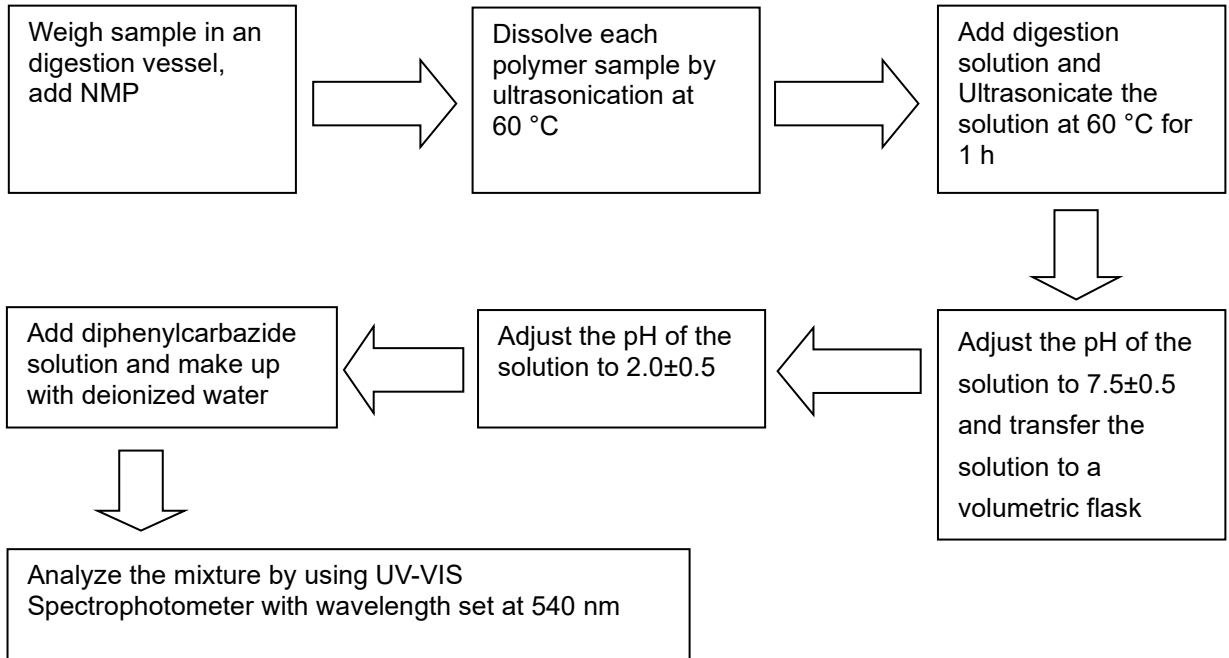 Weigh sample in an
digestion vessel,
add NMP
Dissolve each
polymer sample by
ultrasonication at
60 °C
Add digestion
solution and
Ultrasonicate the
solution at 60 °C for
1 h
Adjust the pH of the
solution to 7.5±0.5
and transfer the
solution to a
volumetric flask
Adjust the pH of the
solution to 2.0±0.5
Add diphenylcarbazide
solution and make up
with deionized water
Analyze the mixture by using UV-VIS
Spectrophotometer with wavelength set at 540 nm